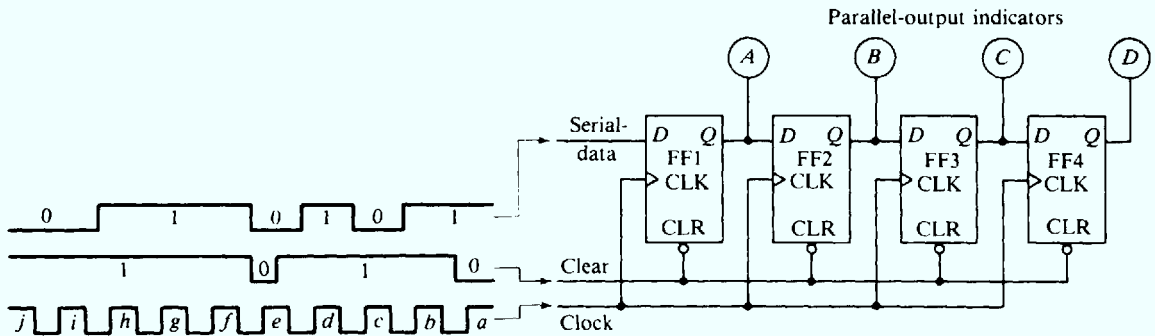 Parallel-output indicators
A B C D
Serial-
data
D Q D Q D Q D Q
FF1 FF2 FF3 FF4
CLK CLK CLK CLK
0 1 0 1 0 1
CLR CLR CLR CLR
1 0 1 0
Clear
j i h g f e d c b a
Clock